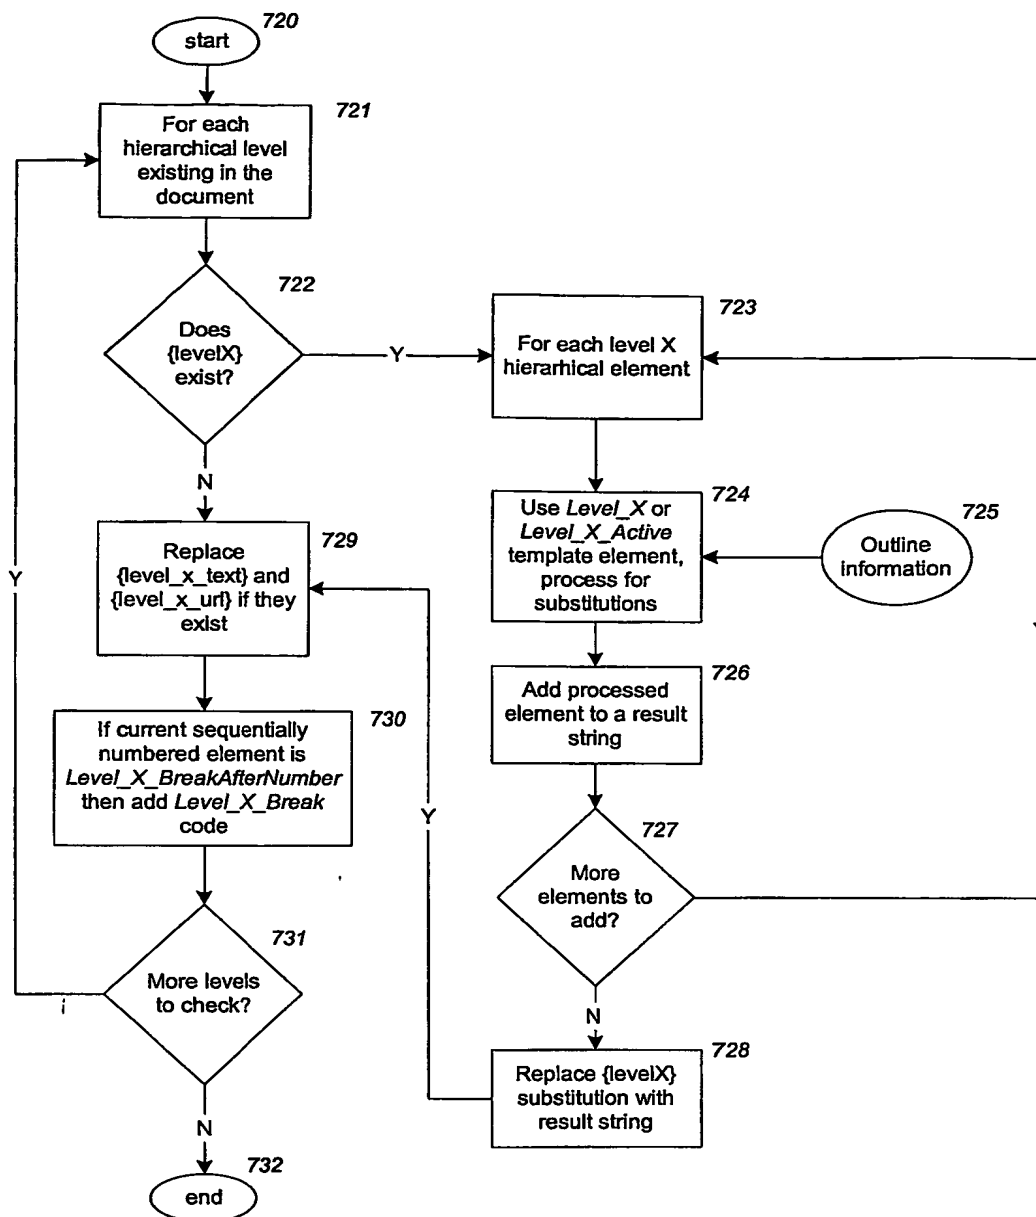 720
start
721
For each
hierarchical level
existing in the
document
722
Does
{levelX}
exist?
Y
N
723
For each level X
hierarhical element
724
Use Level_X or
Level_X_Active
template element,
process for
substitutions
725
Outline
information
726
Add processed
element to a result
string
727
More
elements to
add?
N
728
Replace {levelX}
substitution with
result string
Y
729
Replace
{level_x_text} and
{level_x_url} if they
exist
730
If current sequentially
numbered element is
Level_X_BreakAfterNumber
then add Level_X_Break
code
731
More levels
to check?
Y
N
732
end